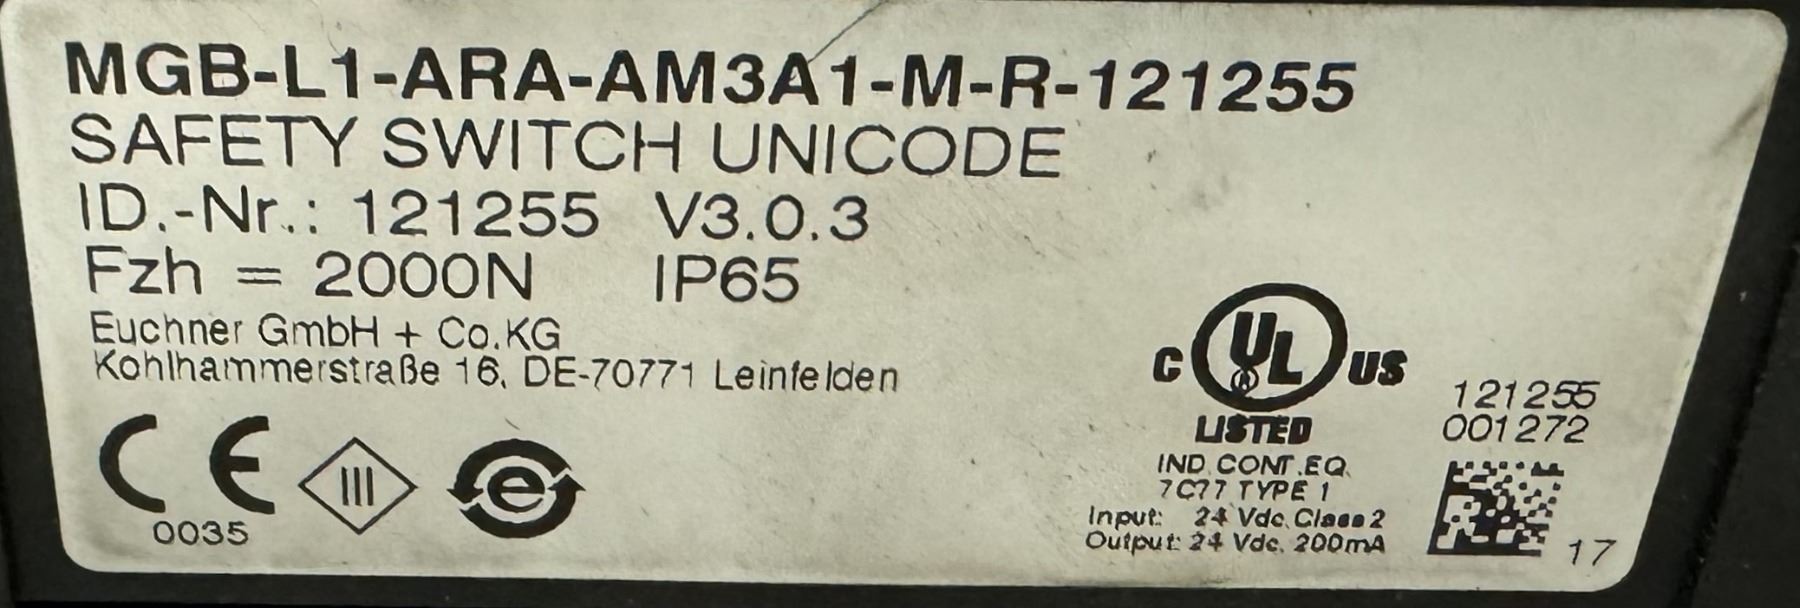 MGB-L1-ARA-AM3A1-M-R-121255
SAFETY SWITCH UNICODE
ID.-Nr.: 121255 V3.0.3
Fzh = 2000N IP65
Euchner GmbH + Co.KG
Kohlhammerstraße 16, DE-70771 Leinfelden
CE
0035
III
e
C UL US
®
LISTED
IND.CONT.EQ.
7C77 TYPE 1
Input: 24 Vdc, Class 2
Output: 24 Vdc, 200mA
121255
001272
17